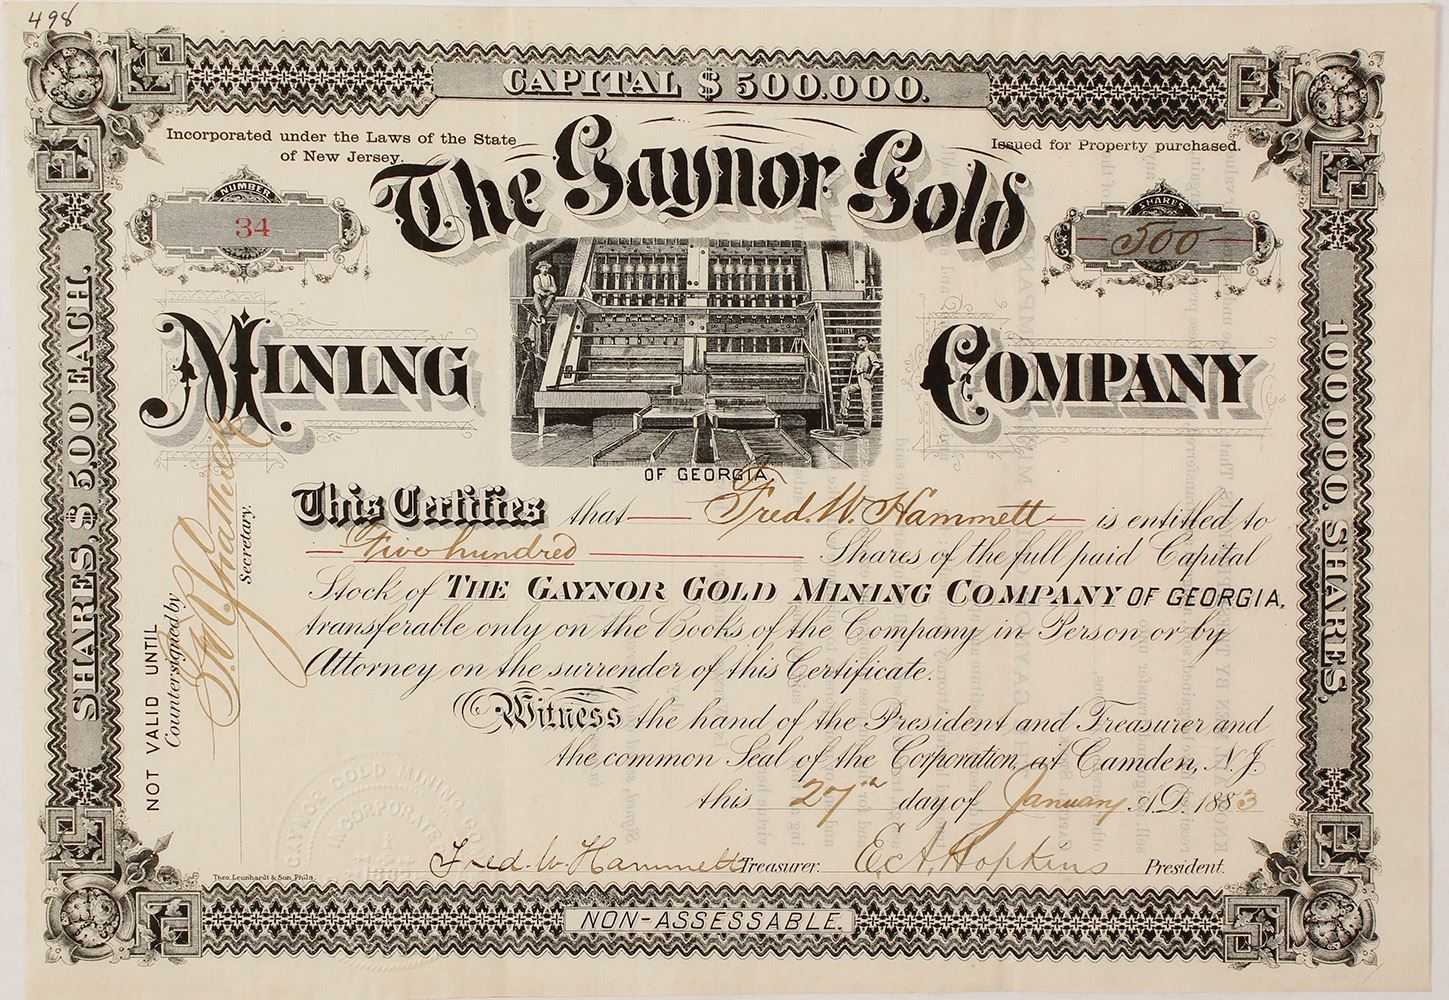 498
CAPITAL $ 500.000.
Incorporated under the Laws of the State
of New Jersey.
Issued for Property purchased.
The Gaynor Gold
NUMBER
34
SHARES
500
MINING COMPANY
OF GEORGIA.
This Certifies that Fred. W. Hammett is entitled to
Five hundred Shares of the full paid Capital
Stock of THE GAYNOR GOLD MINING COMPANY OF GEORGIA,
transferable only on the Books of the Company in Person or by
Attorney on the surrender of this Certificate.
Witness the hand of the President and Treasurer and
the common Seal of the Corporation at Camden, N.J.
this 27th day of January A.D. 1883
Fred. W. Hammett Treasurer. E. A. Hopkins President.
Theo. Leonhardt & Son, Phila.
NON-ASSESSABLE.
SHARES, $ 5,00 EACH.
100.000, SHARES,
NOT VALID UNTIL
Countersigned by
Secretary.
GAYNOR GOLD MINING CO
INCORPORATED